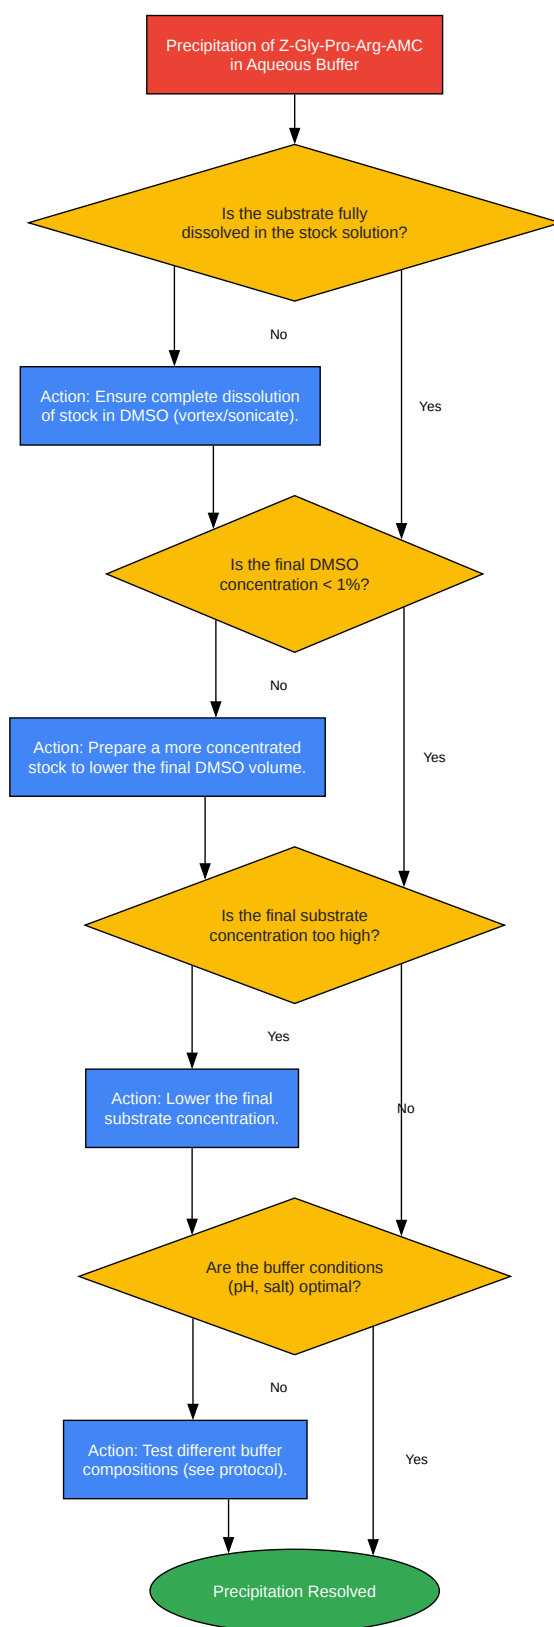 Precipitation of Z-Gly-Pro-Arg-AMC
in Aqueous Buffer
Is the substrate fully
dissolved in the stock solution?
No
Action: Ensure complete dissolution
of stock in DMSO (vortex/sonicate).
Yes
Is the final DMSO
concentration < 1%?
No
Action: Prepare a more concentrated
stock to lower the final DMSO volume.
Yes
Is the final substrate
concentration too high?
Yes
Action: Lower the final
substrate concentration.
No
Are the buffer conditions
(pH, salt) optimal?
No
Action: Test different buffer
compositions (see protocol).
Yes
Precipitation Resolved